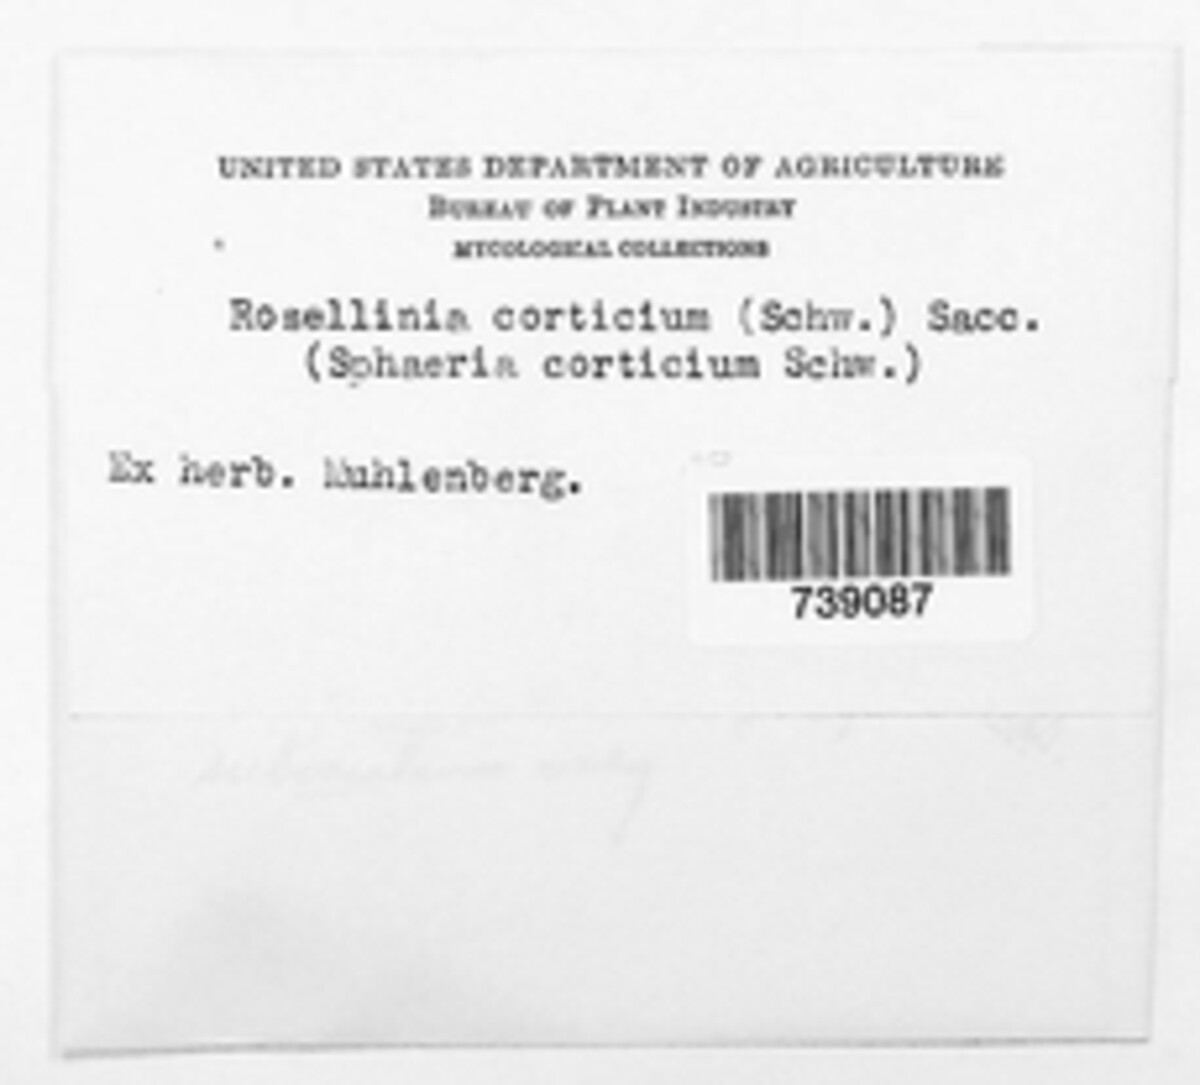 UNITED STATES DEPARTMENT OF AGRICULTURE
BUREAU OF PLANT INDUSTRY
MYCOLOGICAL COLLECTIONS
Rosellinia corticium (Schw.) Sacc.
(Sphaeria corticium Schw.)
Ex herb. Muhlenberg.
739087